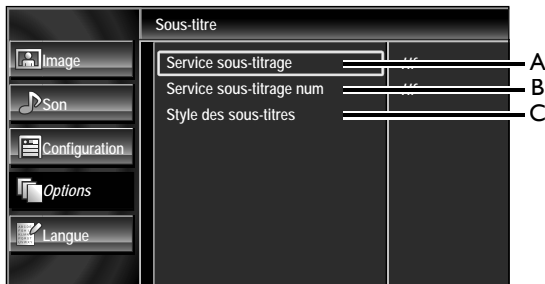 Sous-titre
Image
Son
Configuration
Options
Langue
Service sous-titrage
Service sous-titrage num
Style des sous-titres
A
B
C